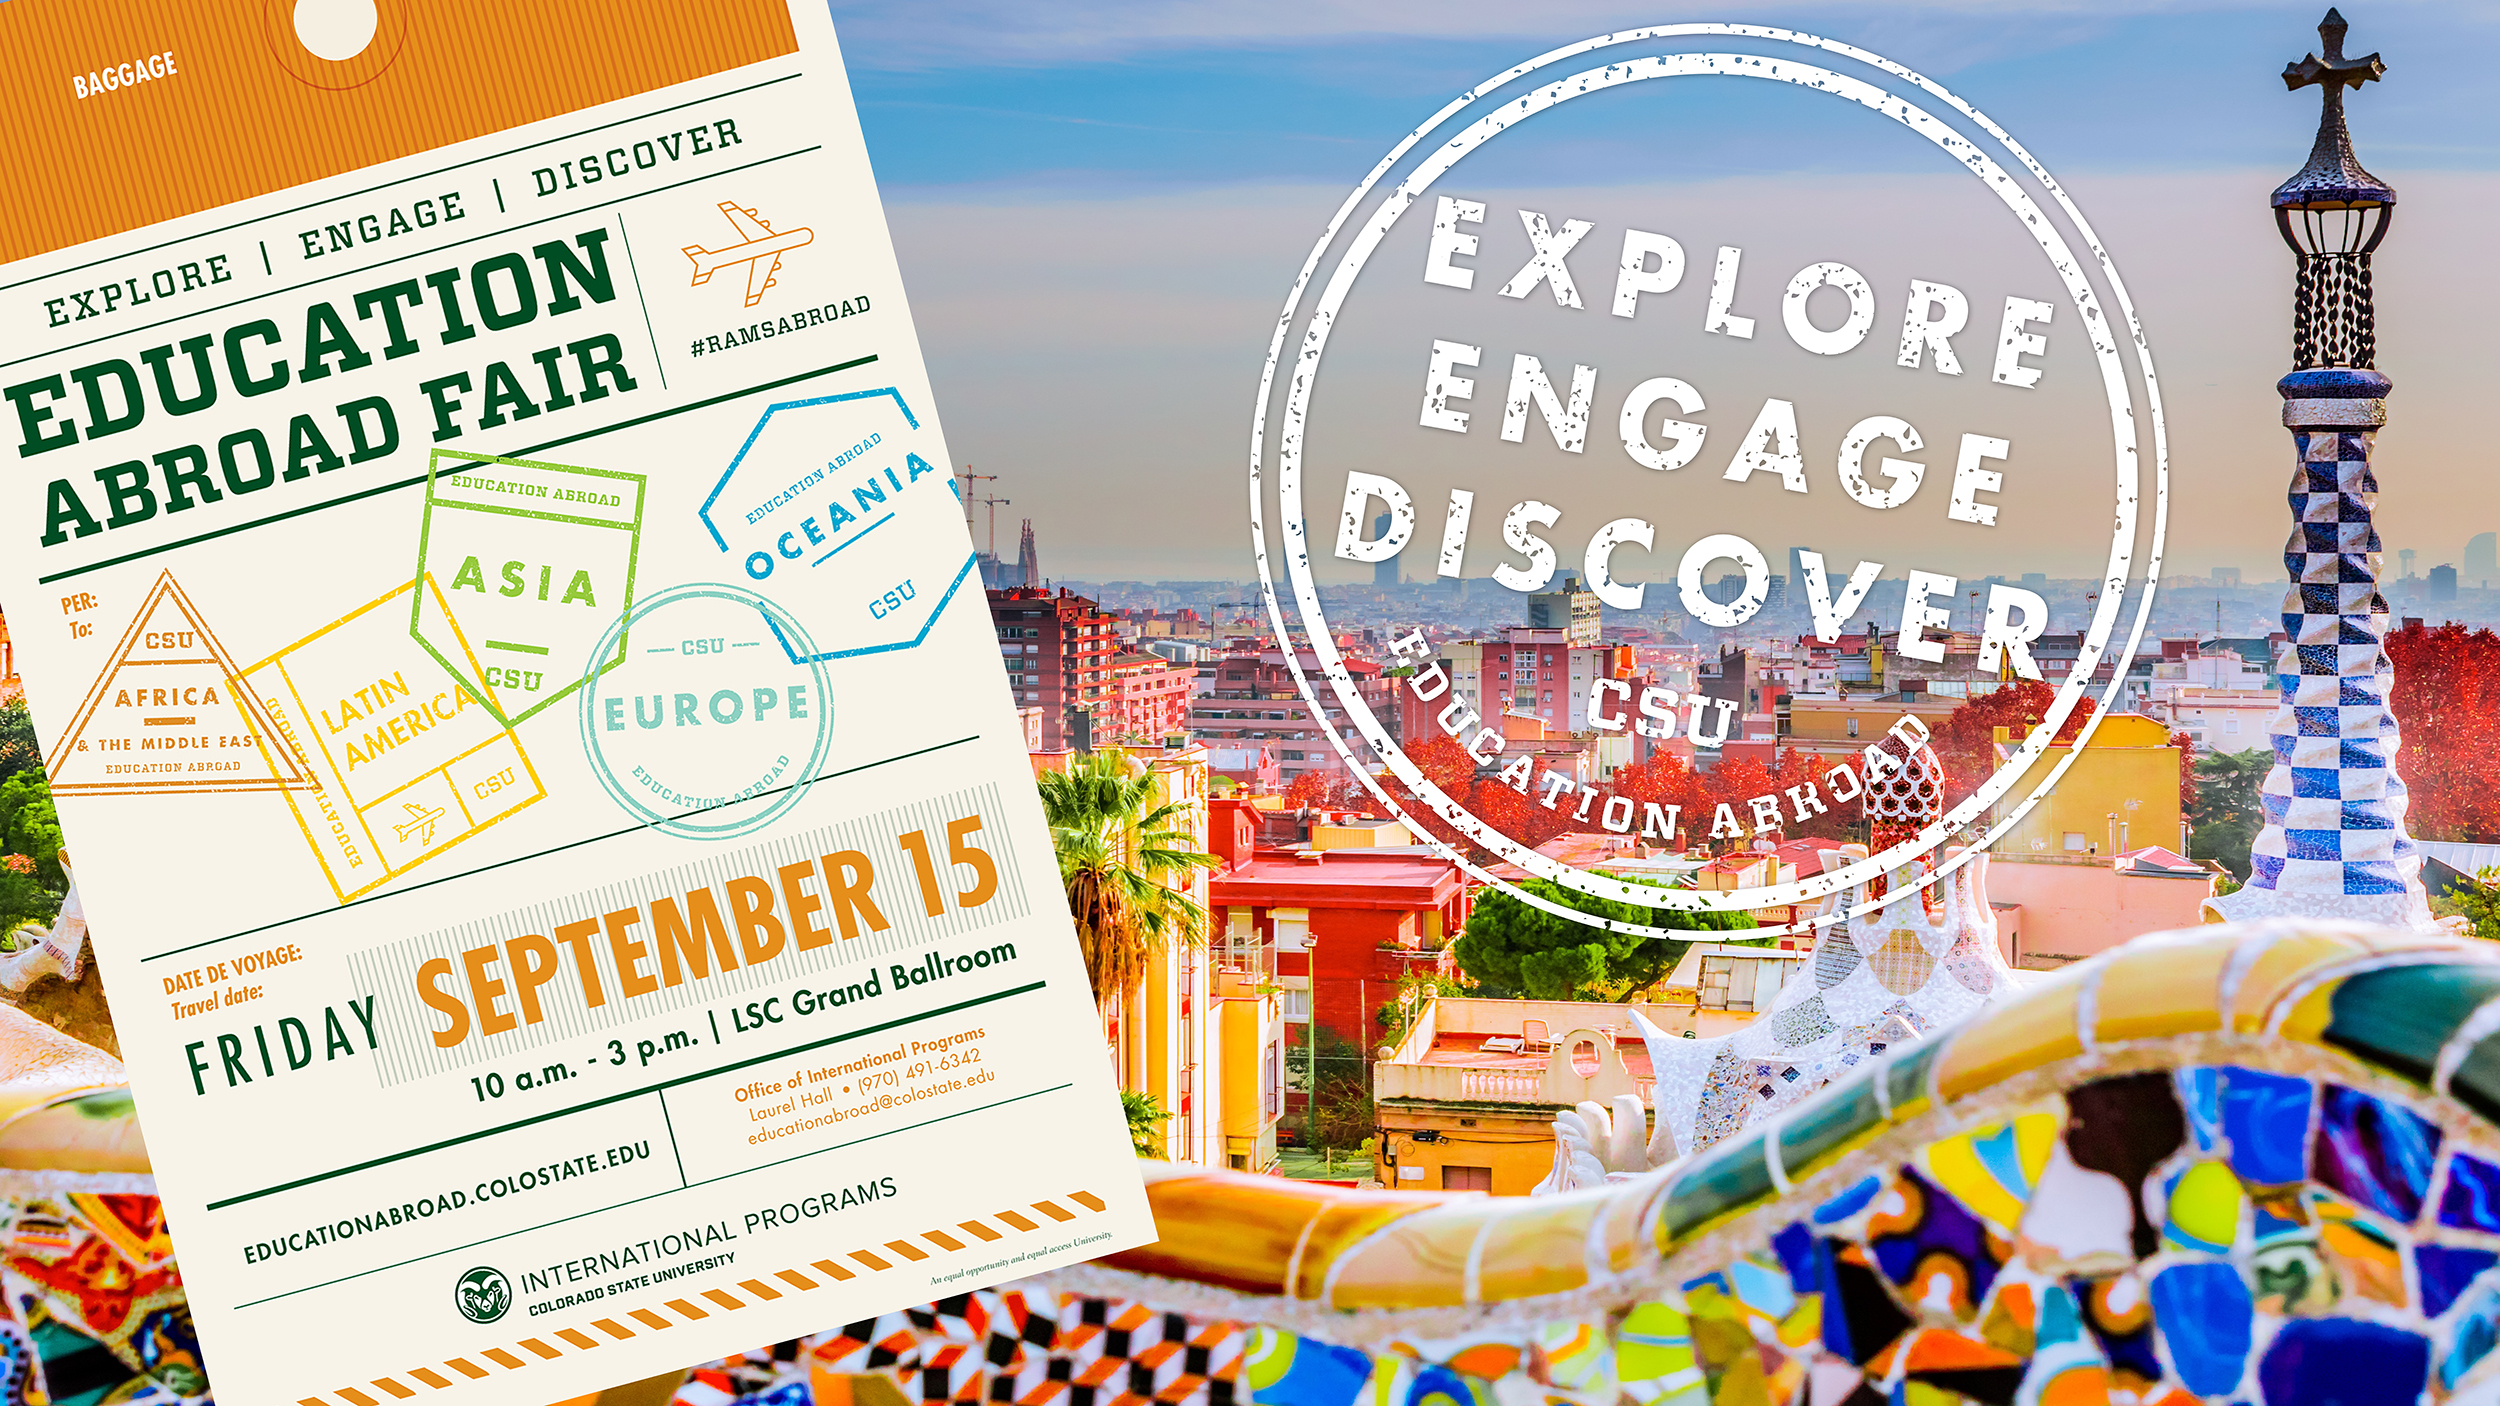 BAGGAGE
EXPLORE | ENGAGE | DISCOVER
EDUCATION
ABROAD FAIR
#RAMSABROAD
PER:
To:
CSU
AFRICA
& THE MIDDLE EAST
EDUCATION ABROAD
EDUCATION ABROAD
LATIN
AMERICA
CSU
EDUCATION ABROAD
ASIA
CSU
CSU
EUROPE
EDUCATION ABROAD
EDUCATION ABROAD
OCEANIA
CSU
DATE DE VOYAGE:
Travel date:
FRIDAY SEPTEMBER 15
10 a.m. - 3 p.m. | LSC Grand Ballroom
EDUCATIONABROAD.COLOSTATE.EDU
Office of International Programs
Laurel Hall • (970) 491-6342
educationabroad@colostate.edu
INTERNATIONAL PROGRAMS
COLORADO STATE UNIVERSITY
An equal opportunity and equal access University.
EXPLORE
ENGAGE
DISCOVER
CSU
EDUCATION ABROAD